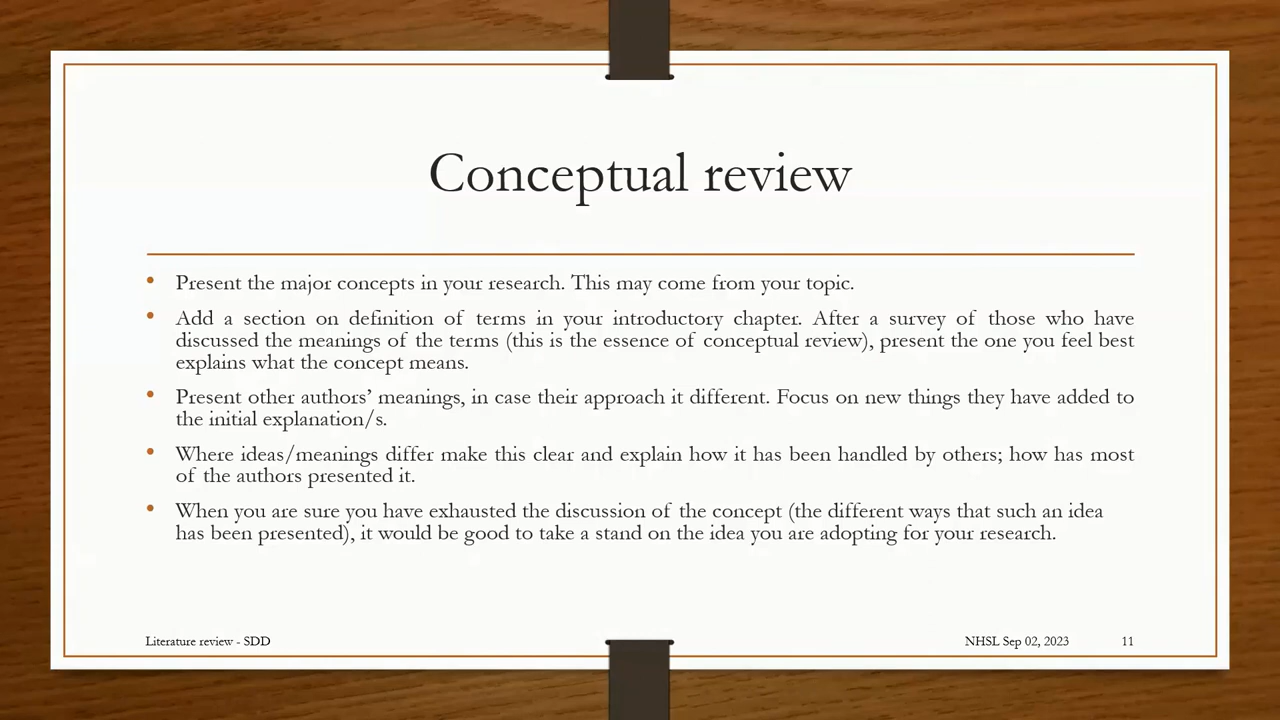 Conceptual review
• Present the major concepts in your research. This may come from your topic.
• Add a section on definition of terms in your introductory chapter. After a survey of those who have
discussed the meanings of the terms (this is the essence of conceptual review), present the one you feel best
explains what the concept means.
• Present other authors’ meanings, in case their approach it different. Focus on new things they have added to
the initial explanation/s.
• Where ideas/meanings differ make this clear and explain how it has been handled by others; how has most
of the authors presented it.
• When you are sure you have exhausted the discussion of the concept (the different ways that such an idea
has been presented), it would be good to take a stand on the idea you are adopting for your research.
Literature review - SDD
NHSL Sep 02, 2023
11